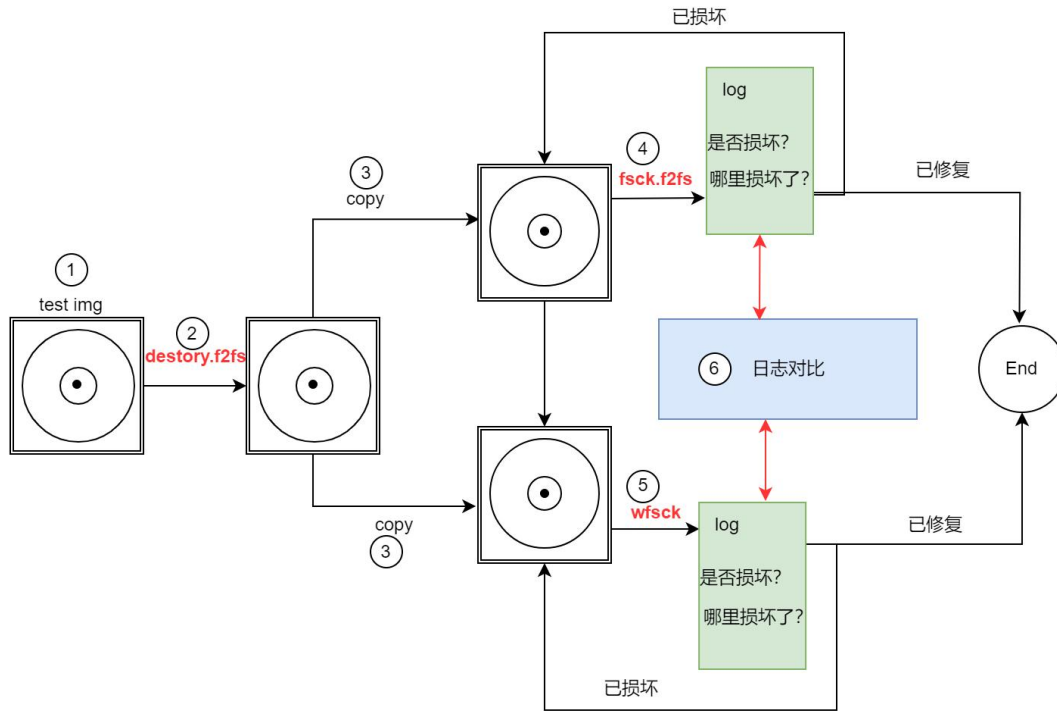 已损坏
log
是否损坏?
哪里损坏了?
④
fsck.f2fs
③
copy
已修复
①
test img
②
destory.f2fs
⑥ 日志对比
End
⑤
wfsck
log
是否损坏?
哪里损坏了?
已修复
copy
③
已损坏